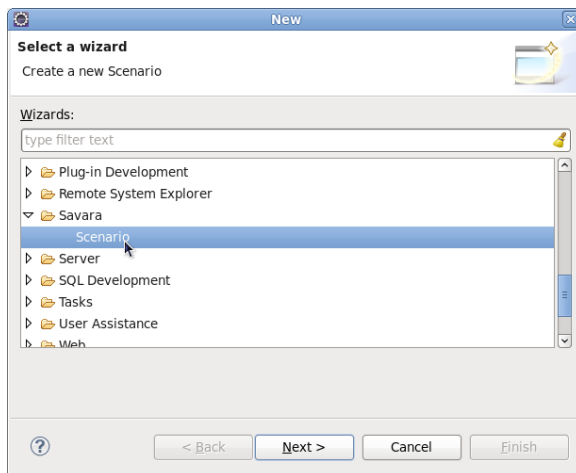 New
Select a wizard
Create a new Scenario
Wizards:
type filter text
Plug-in Development
Remote System Explorer
Savara
Scenario
Server
SQL Development
Tasks
User Assistance
Web
?
< Back
Next >
Cancel
Finish